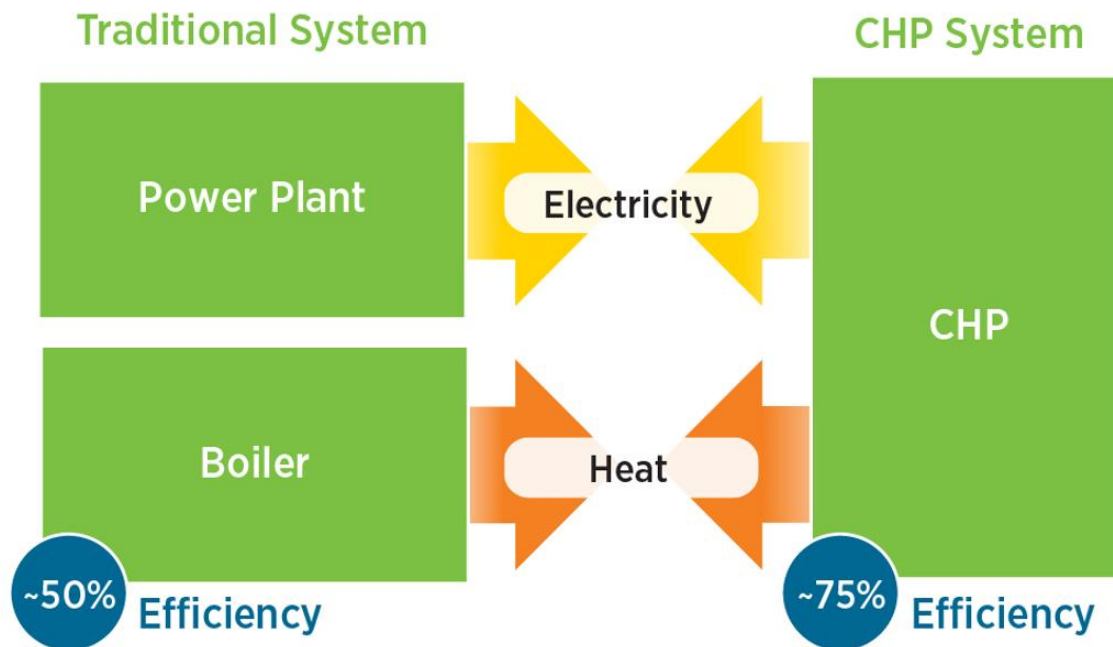 Traditional System
CHP System
Power Plant
Electricity
CHP
Boiler
Heat
~50% Efficiency
~75% Efficiency